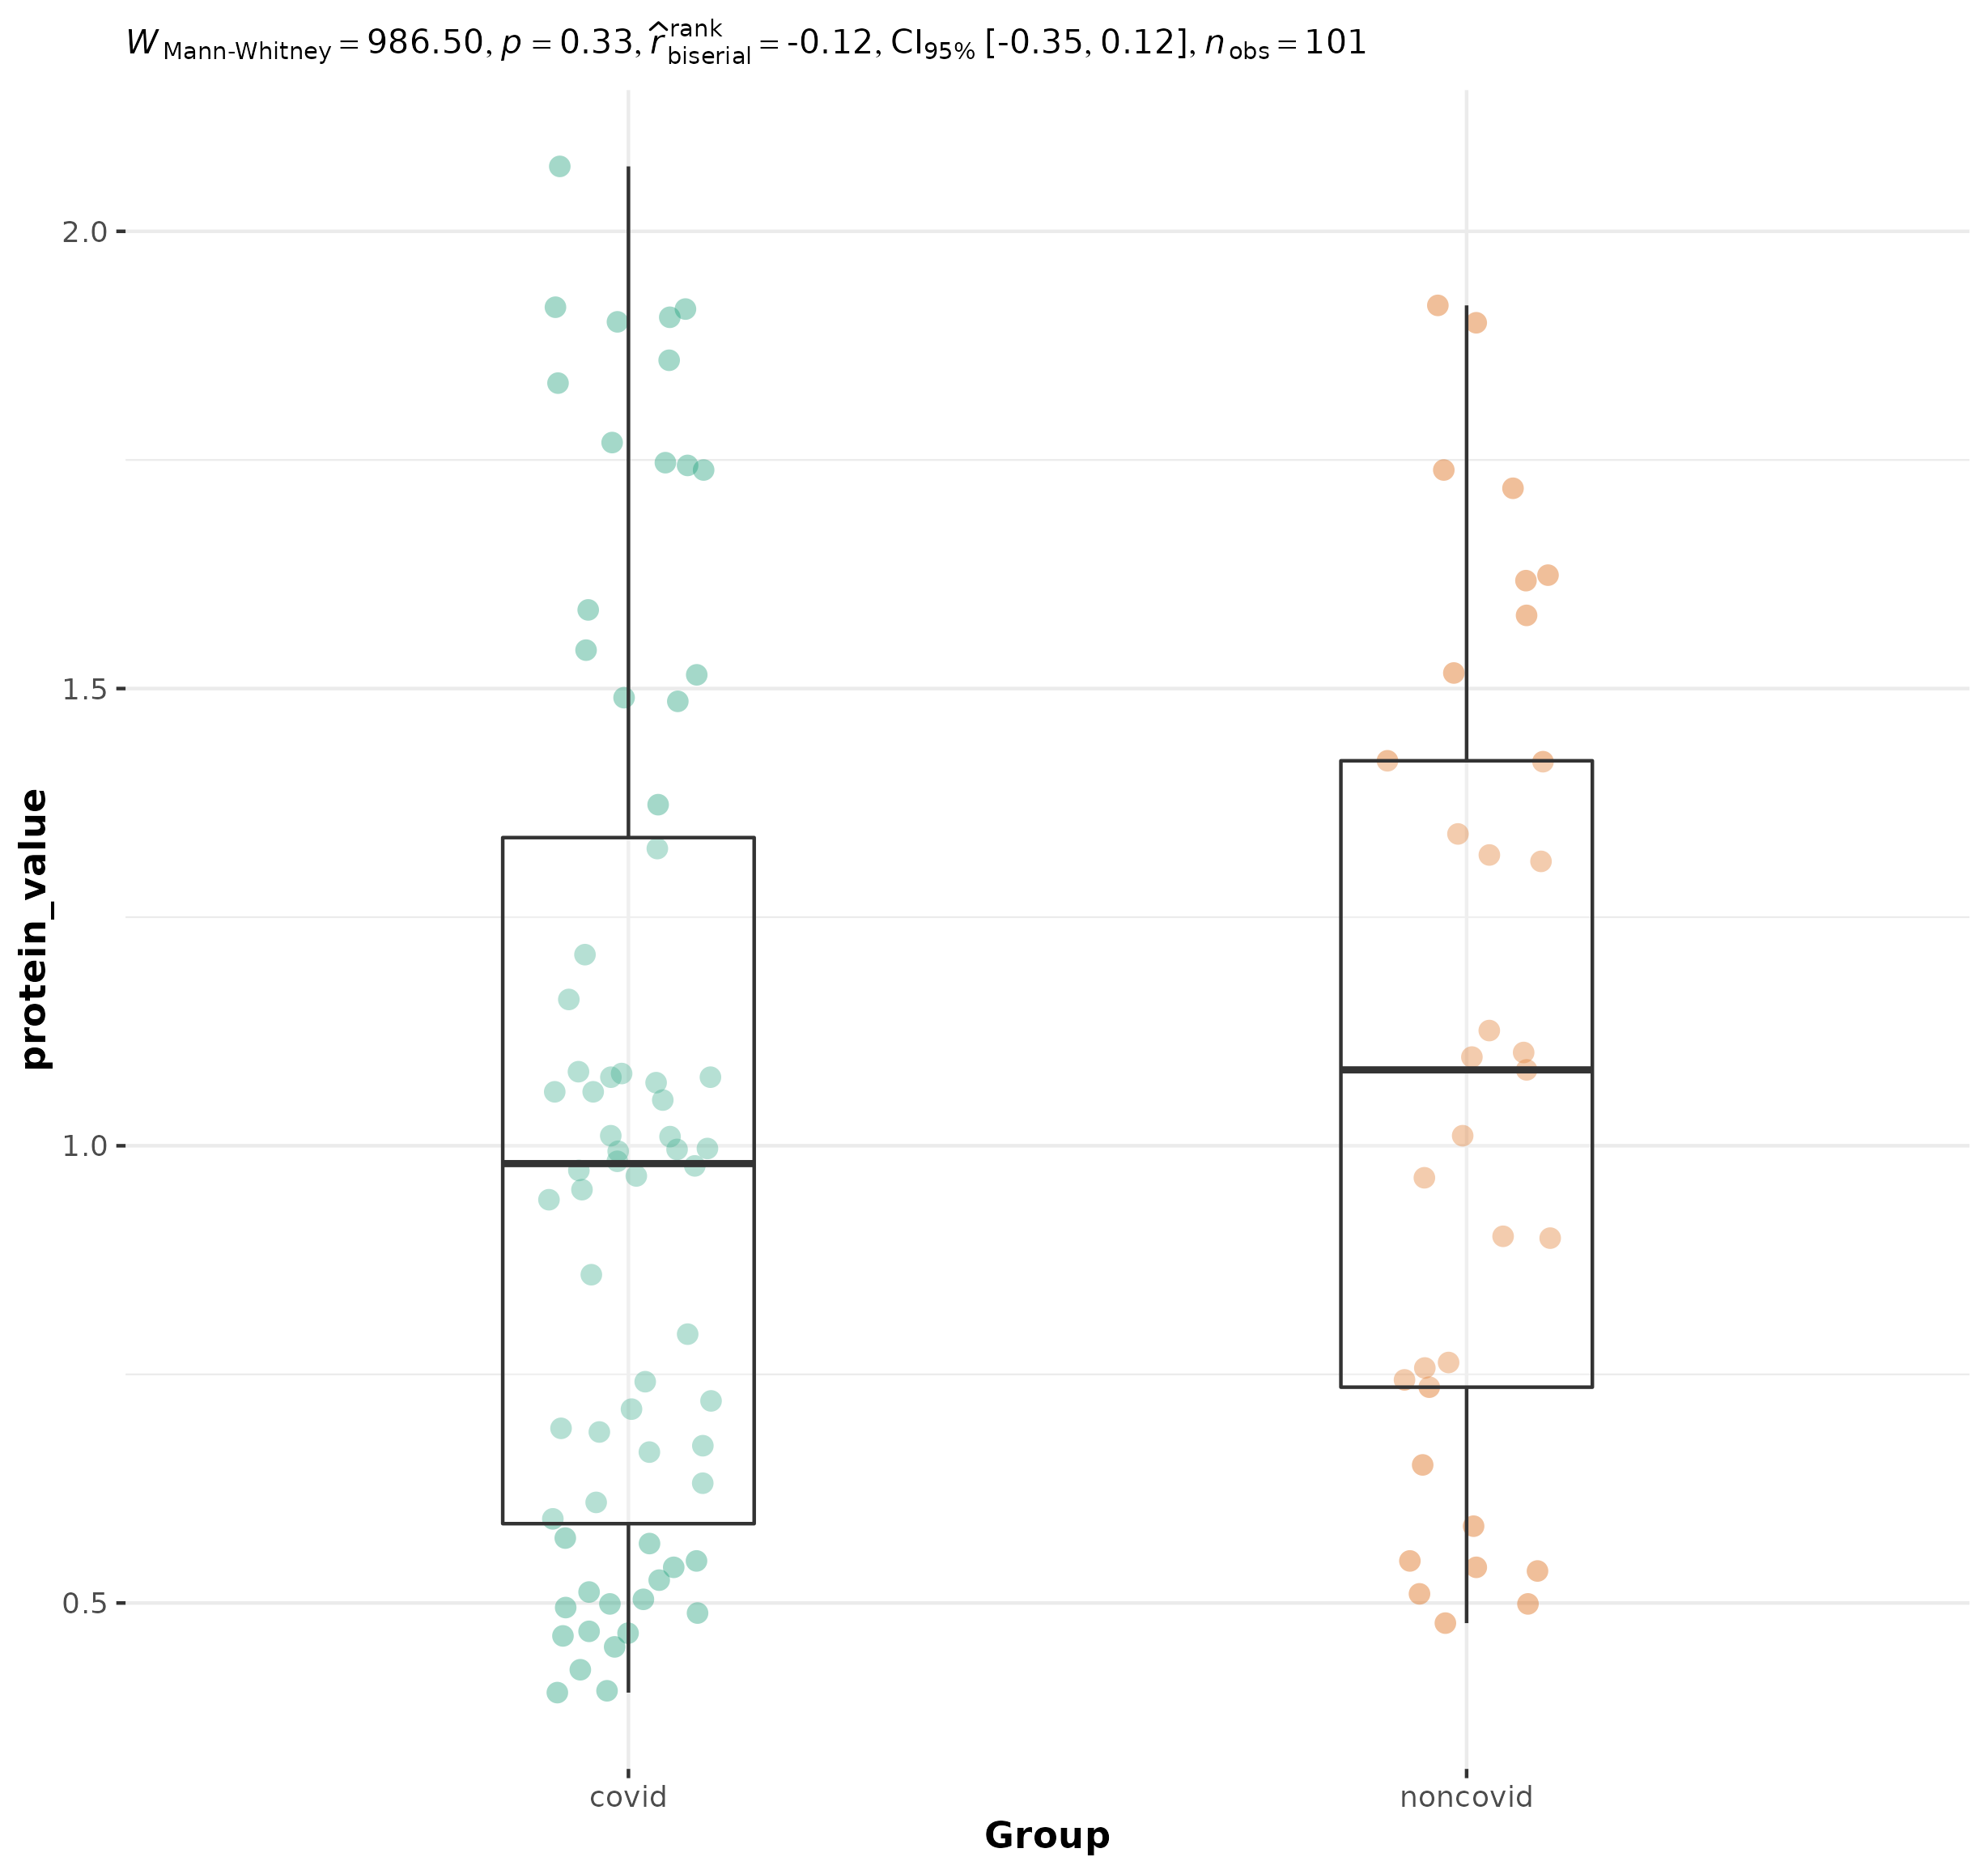 W Mann-Whitney = 986.50, p = 0.33, r̂ rank biserial = -0.12, CI95% [-0.35, 0.12], n obs = 101
protein_value
2.0
1.5
1.0
0.5
covid noncovid
Group